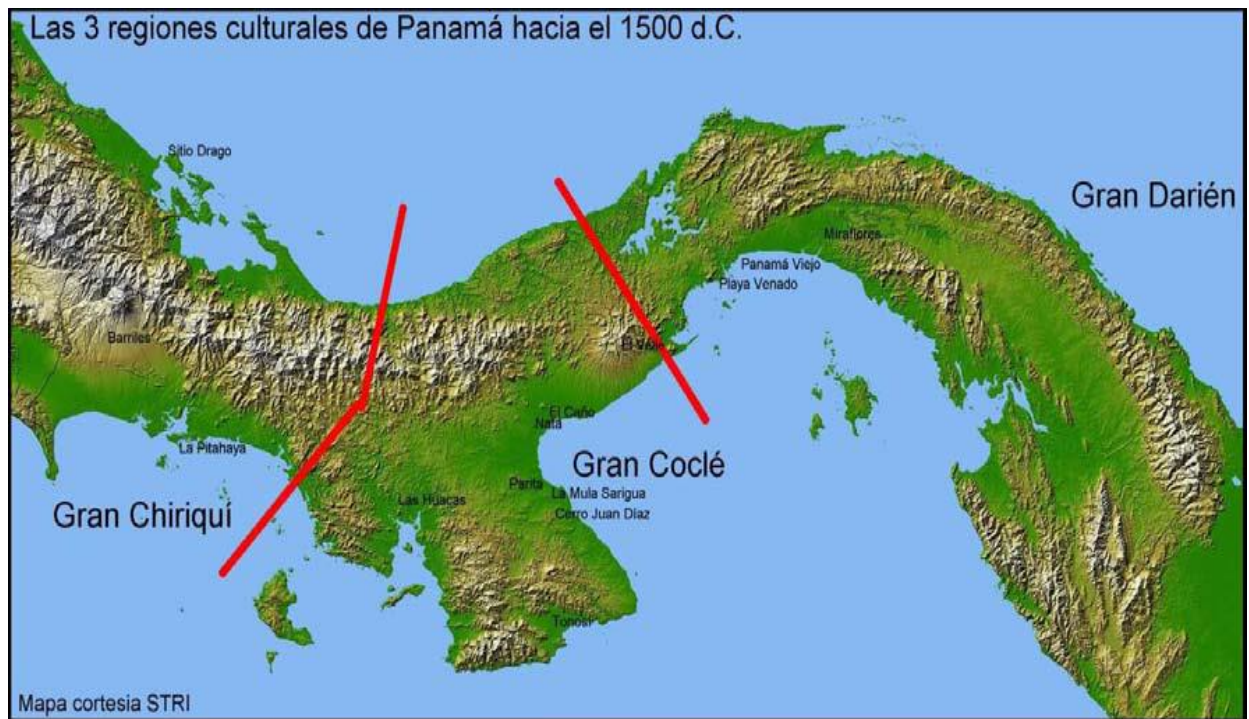 Las 3 regiones culturales de Panamá hacia el 1500 d.C.
Sitio Drago
Gran Darién
Miraflores
Panamá Viejo
Playa Venado
Barriles
El Valle
El Caño
Natá
La Pitahaya
Gran Coclé
Parita
La Mula Sarigua
Las Huacas
Gran Chiriquí
Cerro Juan Díaz
Tonosí
Mapa cortesia STRI